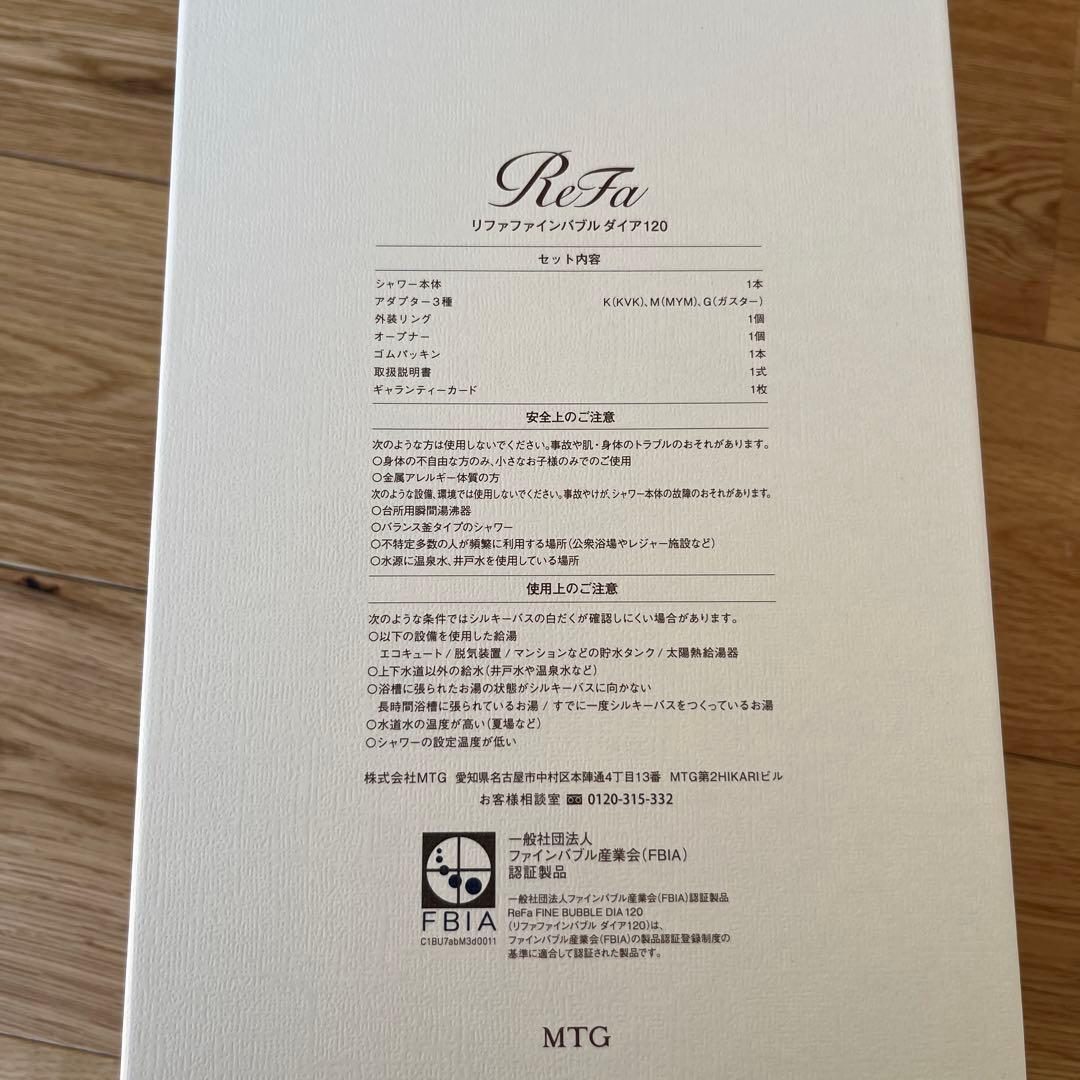 ReFa
リファファインバブル ダイア120
セット内容
シャワー本体 1本
アダプター3種 K(KVK)、M(MYM)、G(ガスター)
外装リング 1個
オープナー 1個
ゴムパッキン 1本
取扱説明書 1式
ギャランティーカード 1枚
安全上のご注意
次のような方は使用しないでください。事故や肌・身体のトラブルのおそれがあります。
○身体の不自由な方のみ、小さなお子様のみでのご使用
○金属アレルギー体質の方
次のような設備、環境では使用しないでください。事故やけが、シャワー本体の故障のおそれがあります。
○台所用瞬間湯沸器
○バランス釜タイプのシャワー
○不特定多数の人が頻繁に利用する場所(公衆浴場やレジャー施設など)
○水源に温泉水、井戸水を使用している場所
使用上のご注意
次のような条件ではシルキーバスの白だくが確認しにくい場合があります。
○以下の設備を使用した給湯
エコキュート / 脱気装置 / マンションなどの貯水タンク / 太陽熱給湯器
○上下水道以外の給水(井戸水や温泉水など)
○浴槽に張られたお湯の状態がシルキーバスに向かない
長時間浴槽に張られているお湯 / すでに一度シルキーバスをつくっているお湯
○水道水の温度が高い(夏場など)
○シャワーの設定温度が低い
株式会社MTG 愛知県名古屋市中村区本陣通4丁目13番 MTG第2HIKARIビル
お客様相談室 0120-315-332
一般社団法人
ファインバブル産業会(FBIA)
認証製品
FBIA
C1BU7abM3d0011
一般社団法人ファインバブル産業会(FBIA)認証製品
ReFa FINE BUBBLE DIA 120
(リファファインバブル ダイア120)は、
ファインバブル産業会(FBIA)の製品認証登録制度の
基準に適合して認証された製品です。
MTG